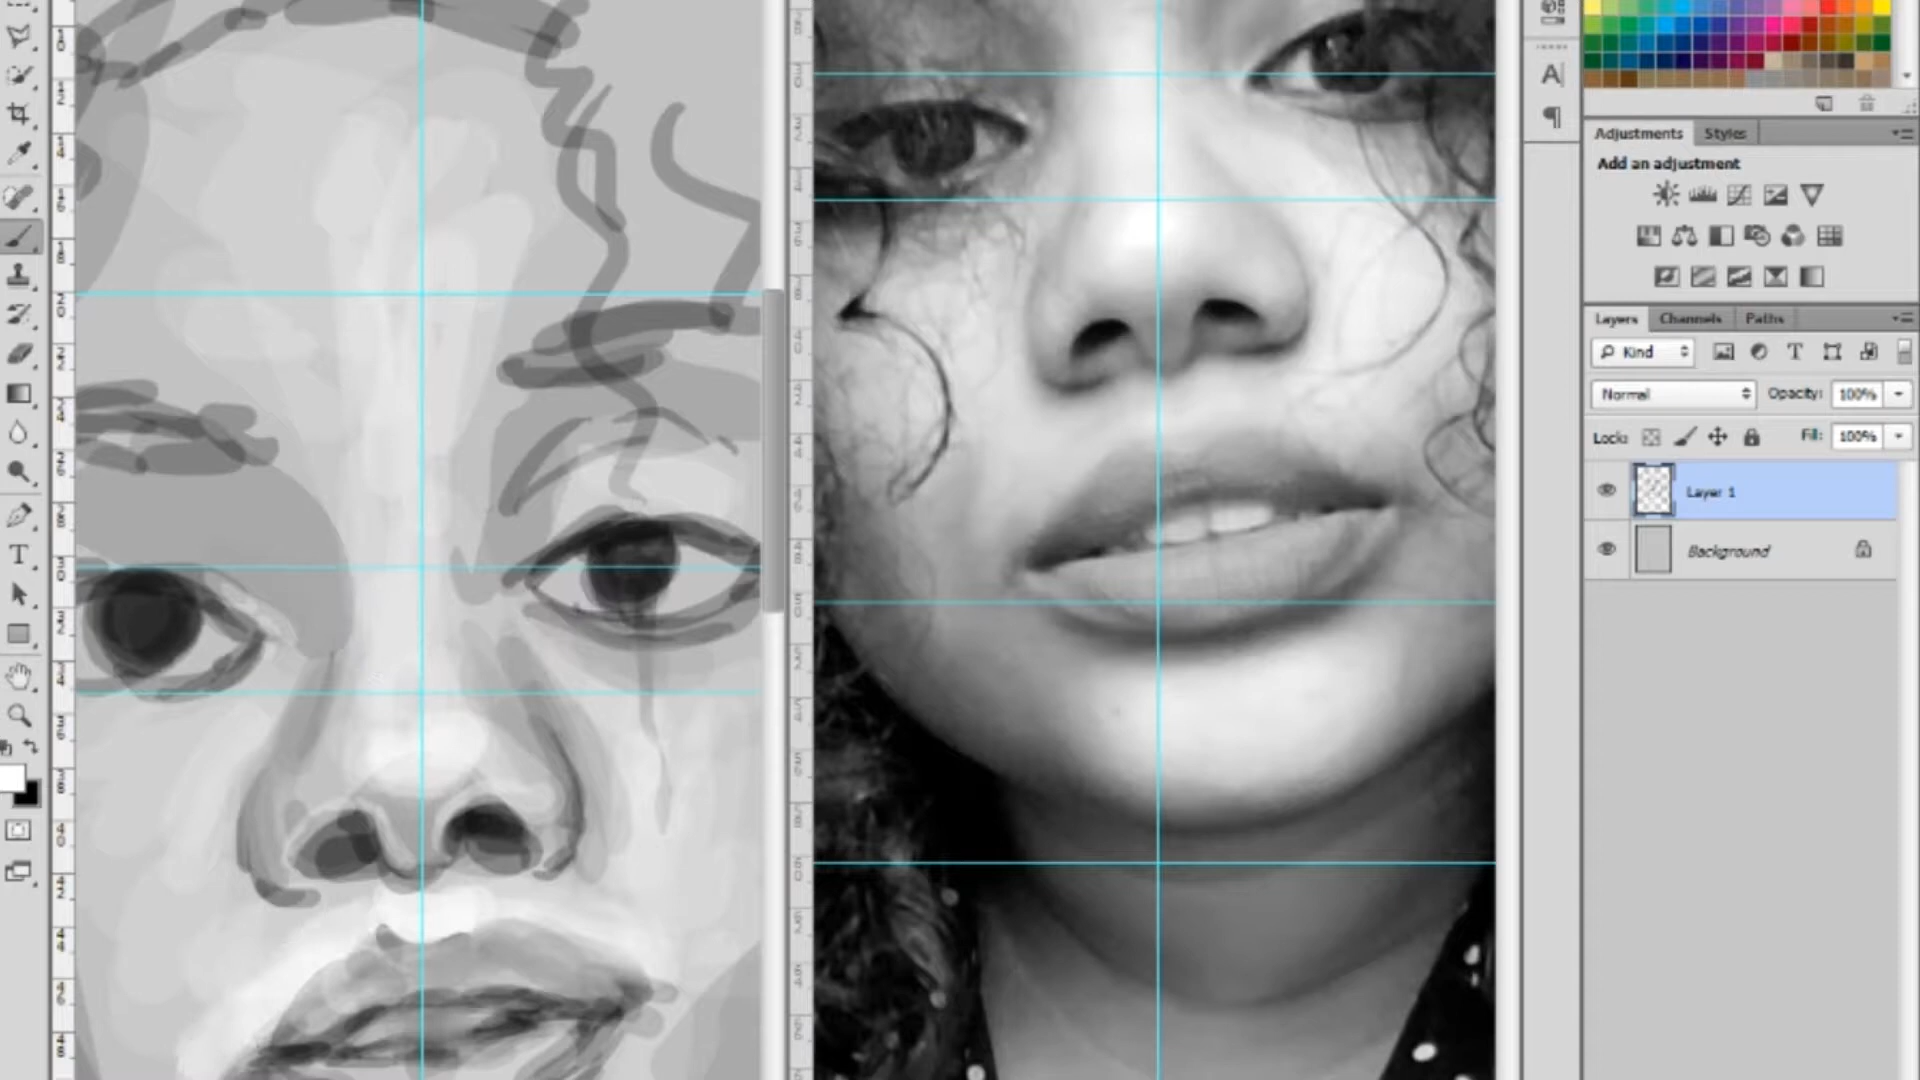 Adjustments Styles
Add an adjustment
Layers Channels Paths
Kind
Normal Opacity: 100%
Lock: Fill: 100%
Layer 1
Background